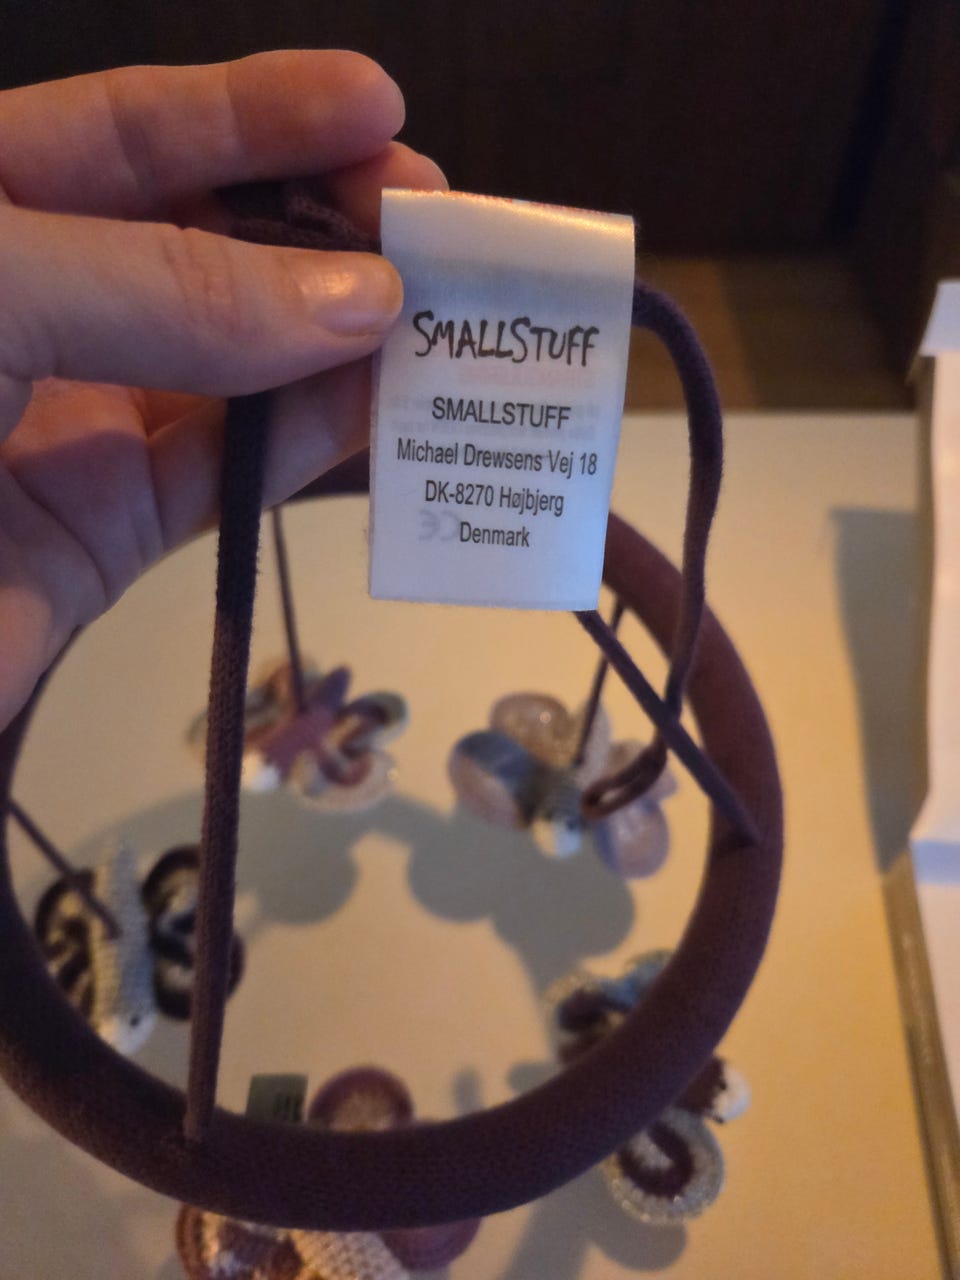 SMALLSTUFF
SMALLSTUFF
Michael Drewsens Vej 18
DK-8270 Højbjerg
Denmark
CE